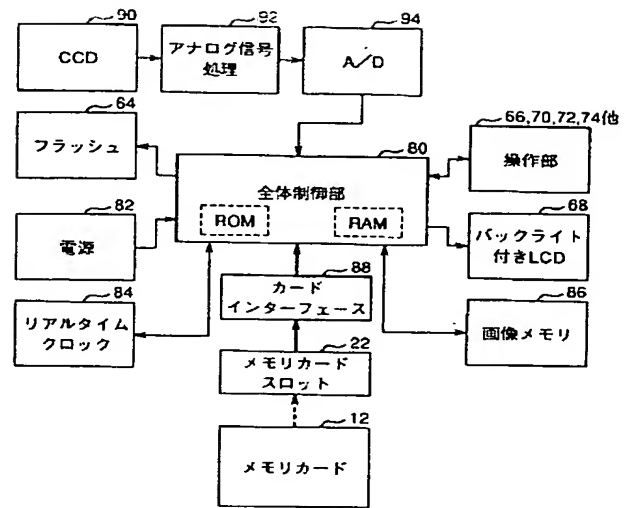 90
92
94
CCD
アナログ信号
処理
A/D
64
66,70,72,74他
フラッシュ
80
操作部
全体制御部
82
ROM
RAM
68
電源
バックライト
付きLCD
88
84
カード
インターフェース
86
リアルタイム
クロック
画像メモリ
22
メモリカード
スロット
12
メモリカード